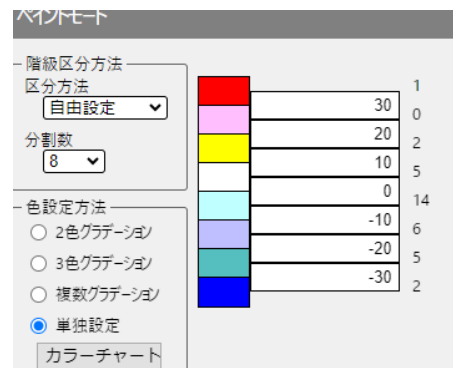 ペイントモード
階級区分方法
区分方法
自由設定
分割数
8
色設定方法
2色グラデーション
3色グラデーション
複数グラデーション
単独設定
カラーチャート
1
30
0
20
2
10
5
0
14
-10
6
-20
5
-30
2